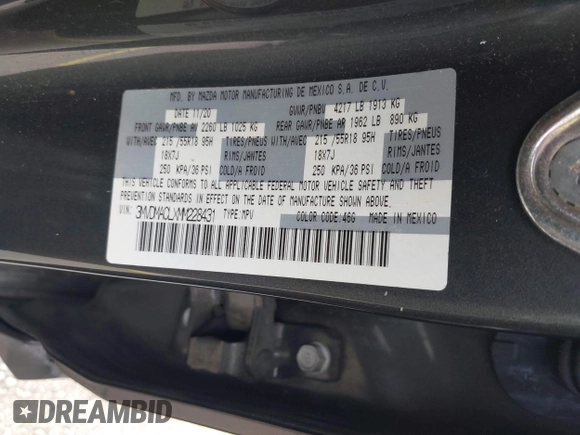 MFD. BY MAZDA MOTOR MANUFACTURING DE MEXICO S.A. DE C.V.
DATE 11/20 GVWR/PNBV 4217 LB 1913 KG
FRONT GAWR/PNBE AV 2260 LB 1025 KG REAR GAWR/PNBE AR 1962 LB 890 KG
WITH/AVEC 215 /55R18 95H TIRES/PNEUS WITH/AVEC 215 /55R18 95H TIRES/PNEUS
18X7J RIMS/JANTES 18X7J RIMS/JANTES
250 KPA/36 PSI COLD/A FROID 250 KPA/36 PSI COLD/A FROID
THIS VEHICLE CONFORMS TO ALL APPLICABLE FEDERAL MOTOR VEHICLE SAFETY AND THEFT
PREVENTION STANDARDS IN EFFECT ON THE DATE OF MANUFACTURE SHOWN ABOVE.
VIN: TYPE:MPV COLOR CODE:46G MADE IN MEXICO
DREAMBID